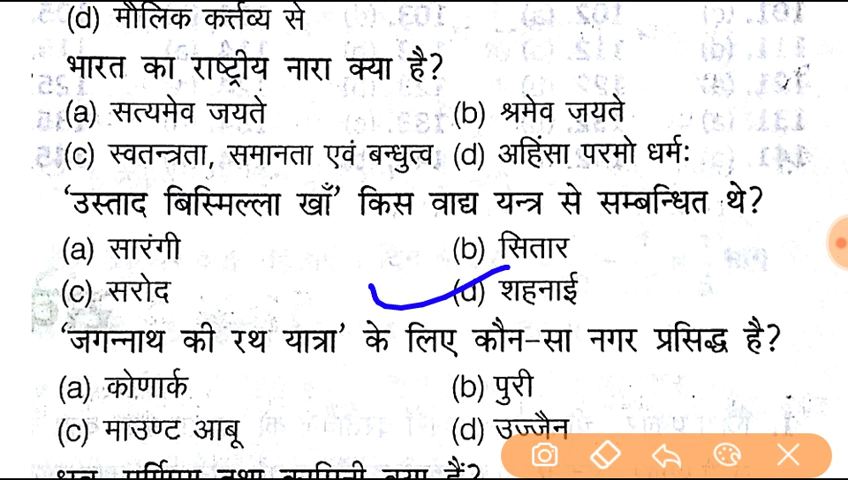 (d) मौलिक कर्त्तव्य से
भारत का राष्ट्रीय नारा क्या है?
(a) सत्यमेव जयते (b) श्रमेव जयते
(c) स्वतन्त्रता, समानता एवं बन्धुत्व (d) अहिंसा परमो धर्मः
‘उस्ताद बिस्मिल्ला खाँ’ किस वाद्य यन्त्र से सम्बन्धित थे?
(a) सारंगी (b) सितार
(c) सरोद (d) शहनाई
‘जगन्नाथ की रथ यात्रा’ के लिए कौन-सा नगर प्रसिद्ध है?
(a) कोणार्क (b) पुरी
(c) माउण्ट आबू (d) उज्जैन